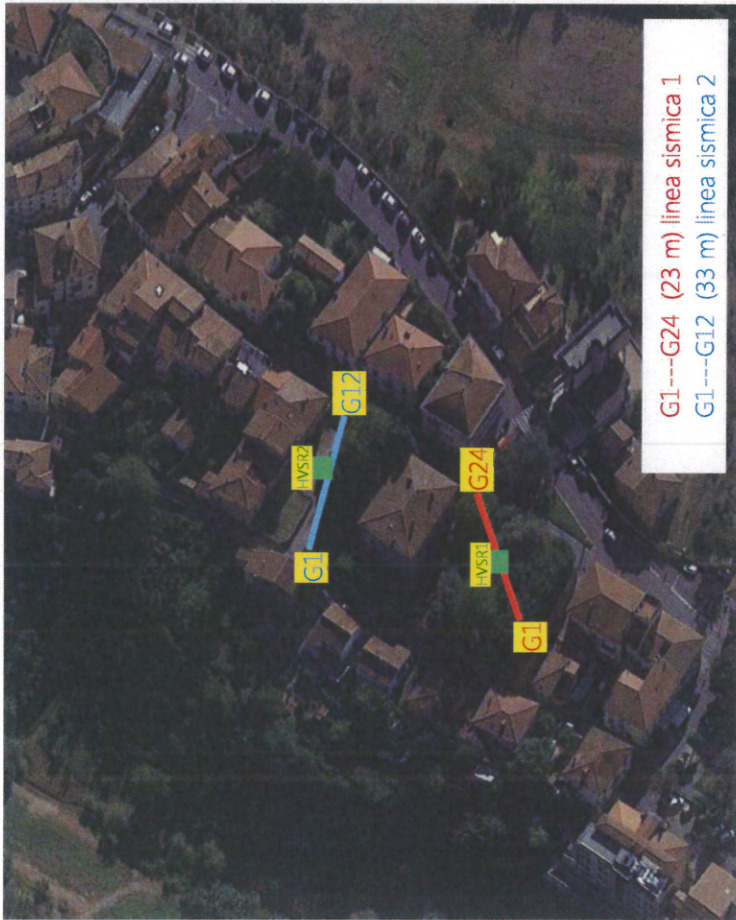 G12
HVSR2
G1
G24
HVSR1
G1
G1---G24 (23 m) linea sismica 1
G1---G12 (33 m) linea sismica 2